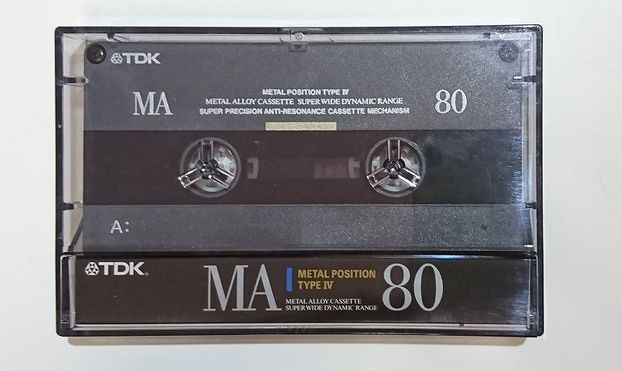 TDK
METAL POSITION TYPE IV
MA METAL ALLOY CASSETTE SUPER WIDE DYNAMIC RANGE 80
SUPER PRECISION ANTI-RESONANCE CASSETTE MECHANISM
A:
TDK®
MA METAL POSITION 80
TYPE IV
METAL ALLOY CASSETTE
SUPER WIDE DYNAMIC RANGE